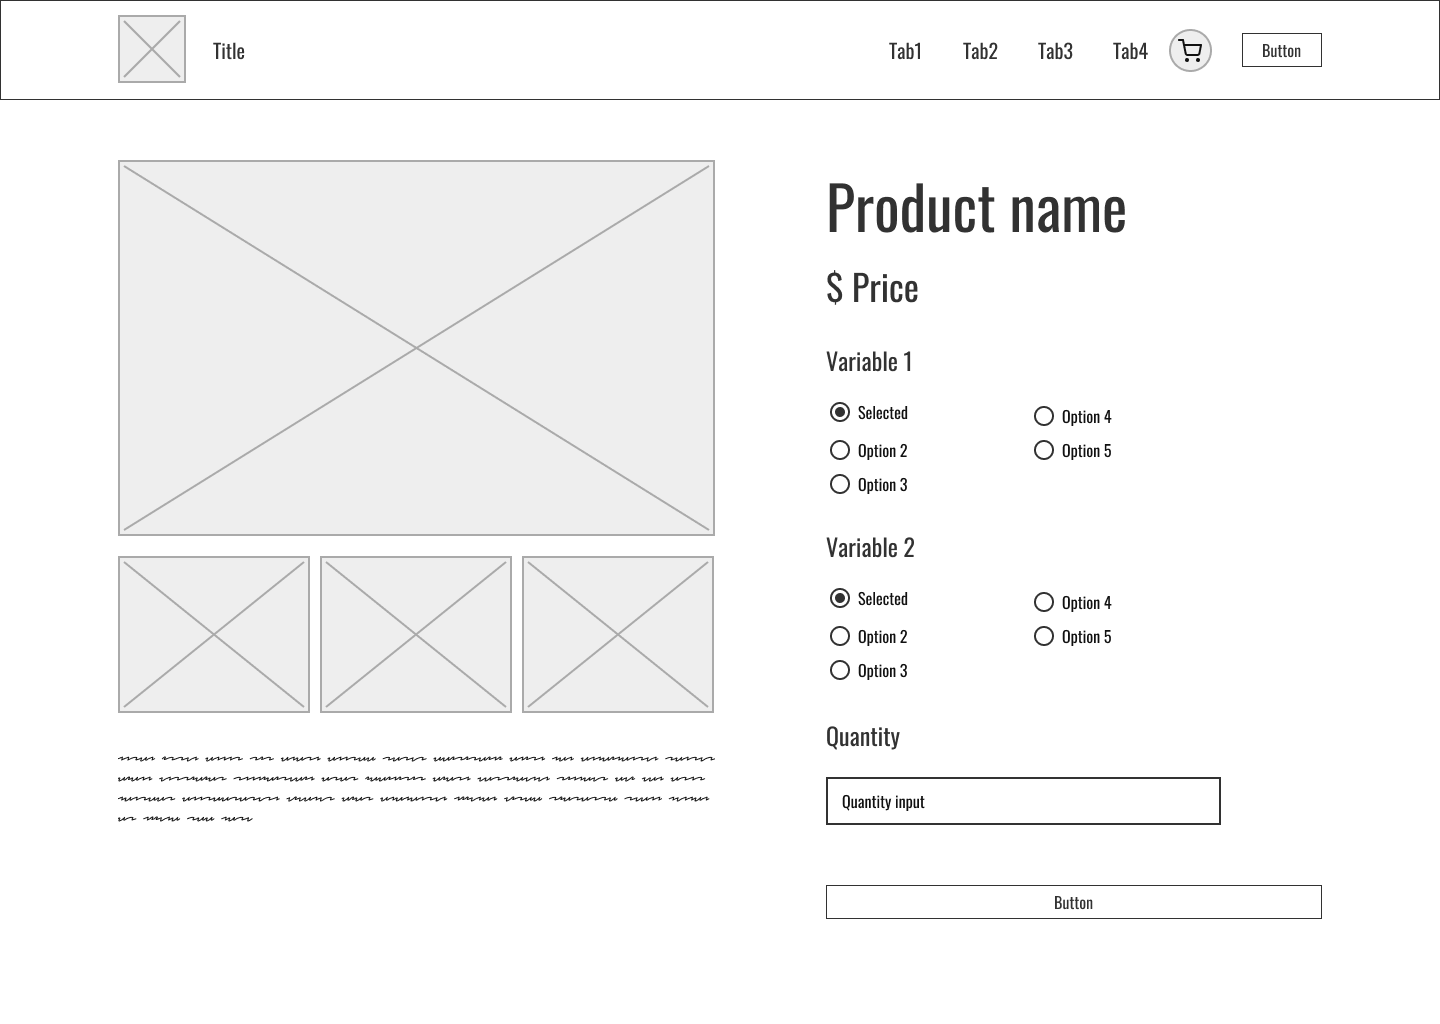 Title
Tab1 Tab2 Tab3 Tab4 Button
Product name
$ Price
Variable 1
Selected
Option 2
Option 3
Option 4
Option 5
Variable 2
Selected
Option 2
Option 3
Option 4
Option 5
Quantity
Quantity input
Button